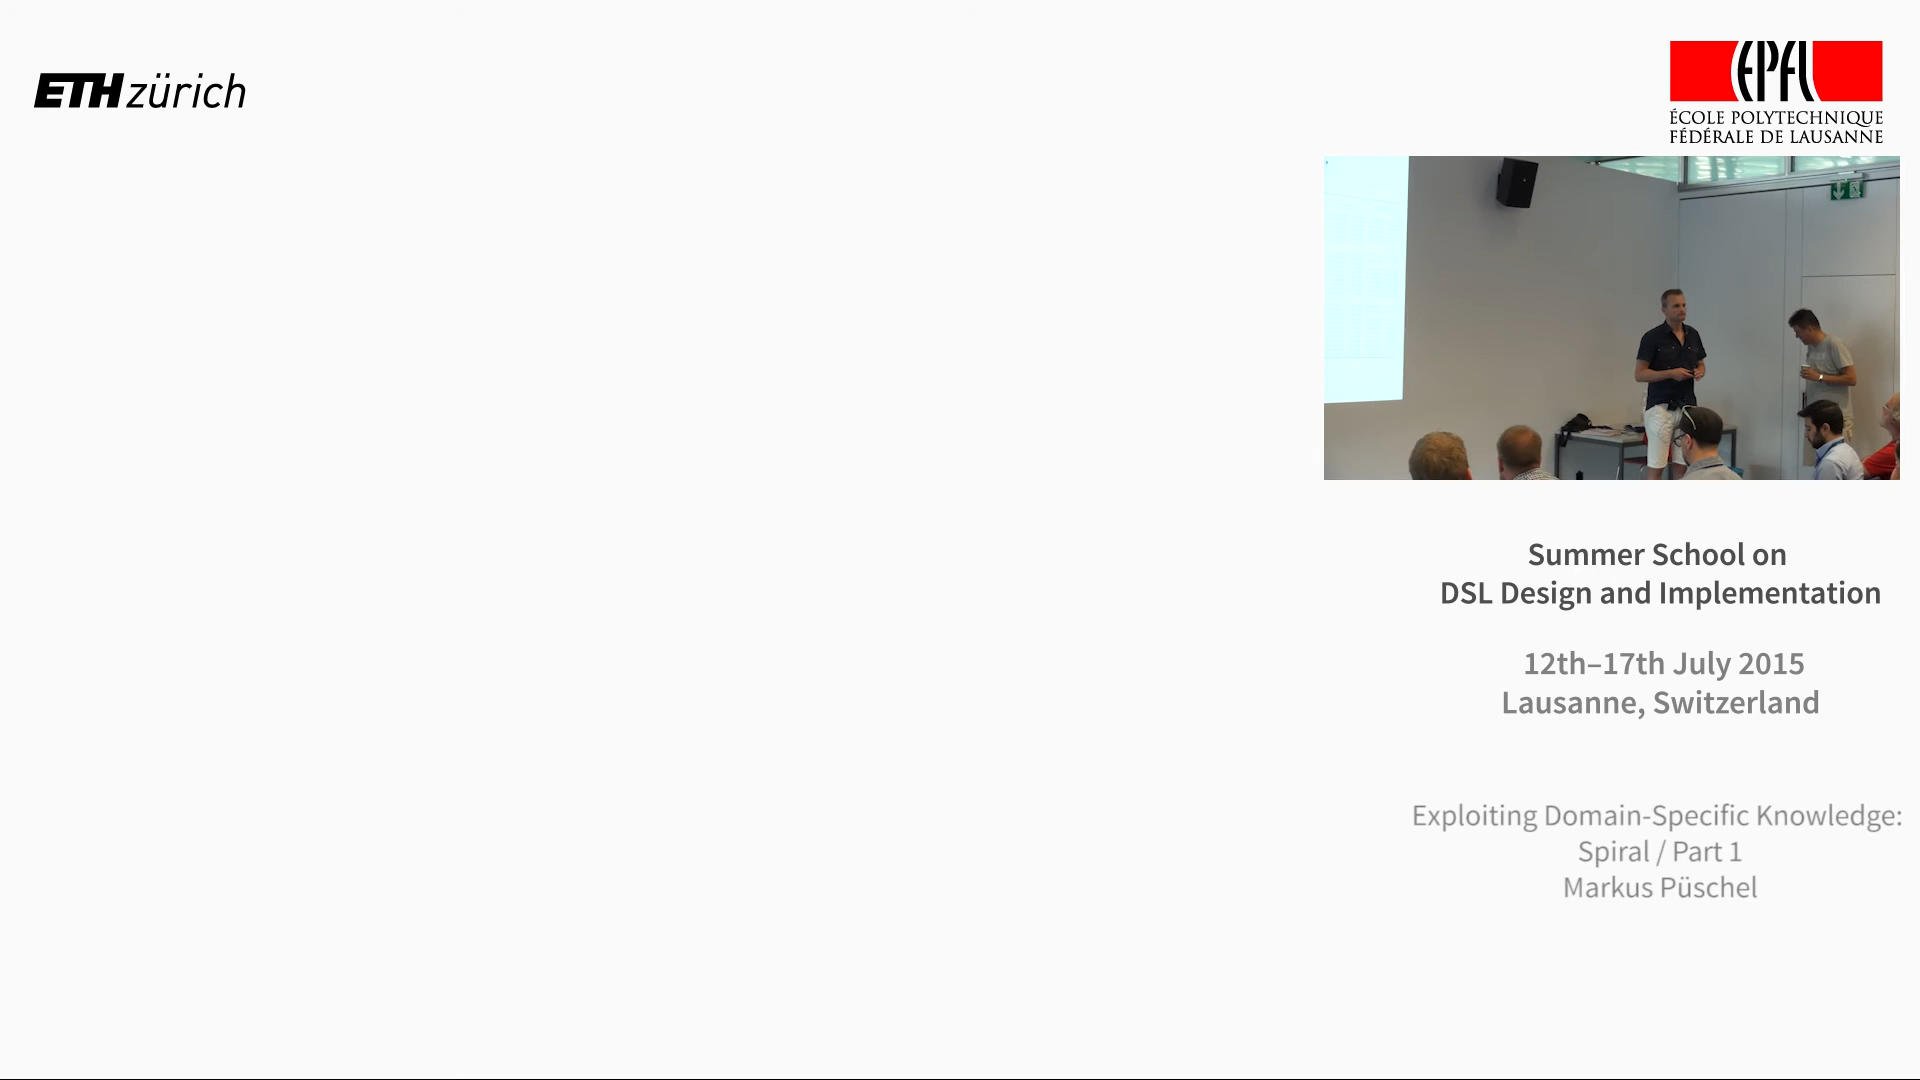 ETH zürich
EPFL
ÉCOLE POLYTECHNIQUE
FÉDÉRALE DE LAUSANNE
Summer School on
DSL Design and Implementation
12th–17th July 2015
Lausanne, Switzerland
Exploiting Domain-Specific Knowledge:
Spiral / Part 1
Markus Püschel